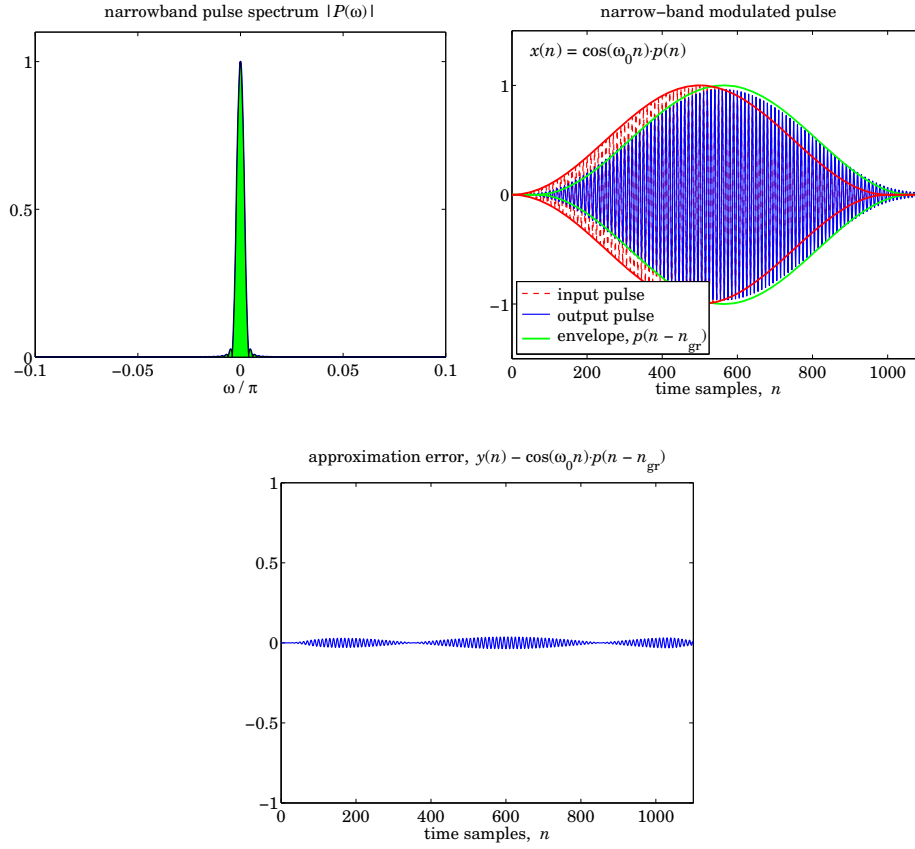 narrowband pulse spectrum |P(ω)|
1
0.5
0
−0.1 −0.05 0 0.05 0.1
ω / π
narrow−band modulated pulse
x(n) = cos(ω₀n)·p(n)
1
0
−1
input pulse
output pulse
envelope, p(n − n_gr)
0 200 400 600 800 1000
time samples, n
approximation error, y(n) − cos(ω₀n)·p(n − n_gr)
1
0.5
0
−0.5
−1
0 200 400 600 800 1000
time samples, n